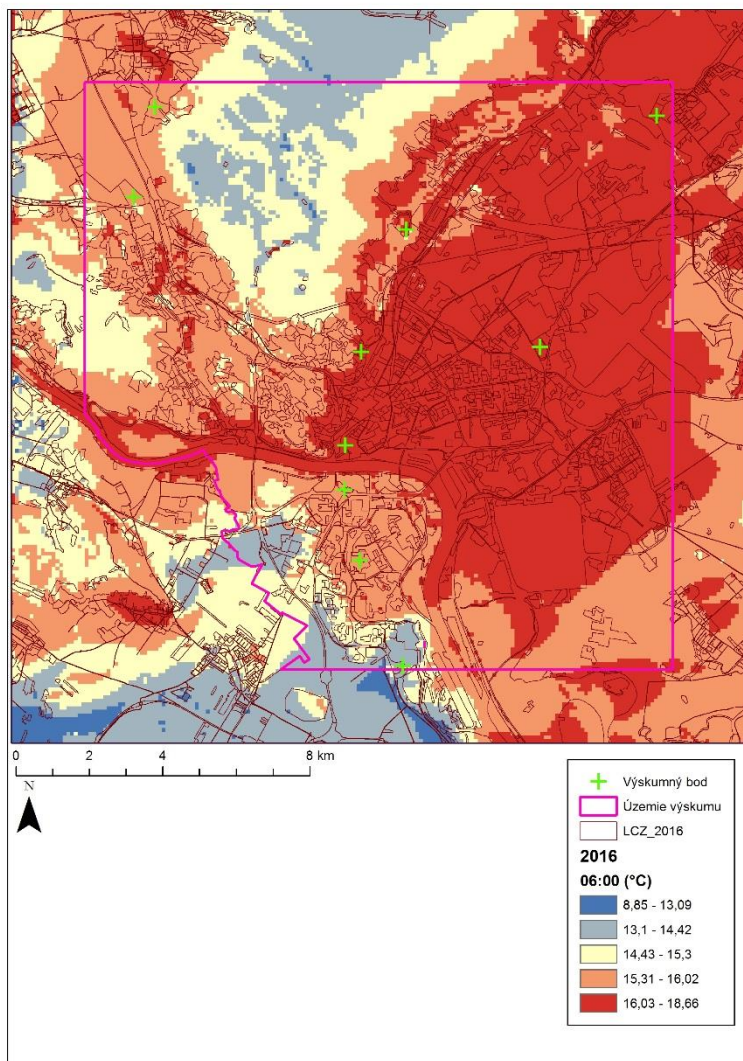 0 2 4 8 km
N
Výskumný bod
Územie výskumu
LCZ_2016
2016
06:00 (°C)
8,85 - 13,09
13,1 - 14,42
14,43 - 15,3
15,31 - 16,02
16,03 - 18,66